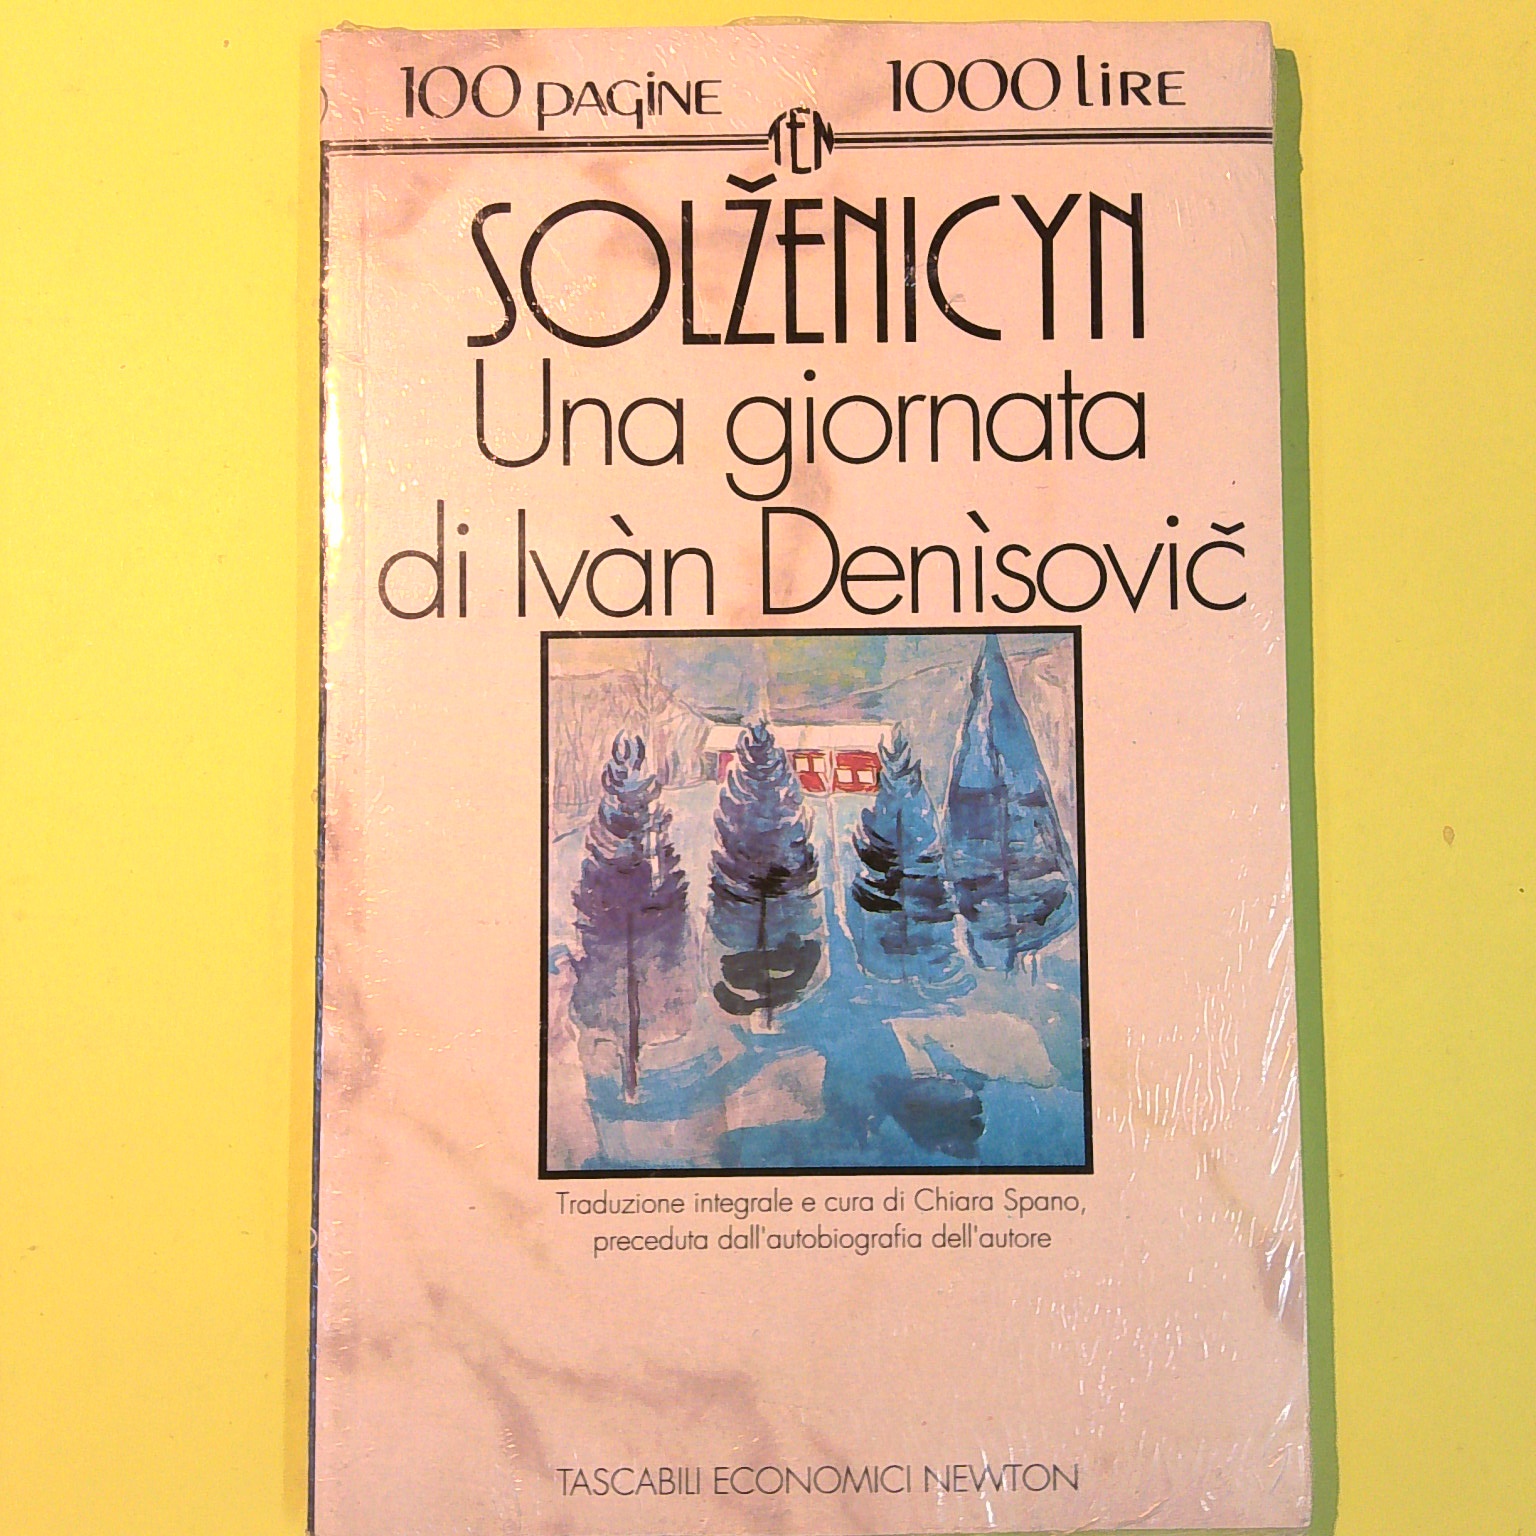 100 PAGiNE 1000 LiRE
TEN
SOLŽENICYN
Una giornata
di Ivàn Denìsovič
Traduzione integrale e cura di Chiara Spano,
preceduta dall'autobiografia dell'autore
TASCABILI ECONOMICI NEWTON